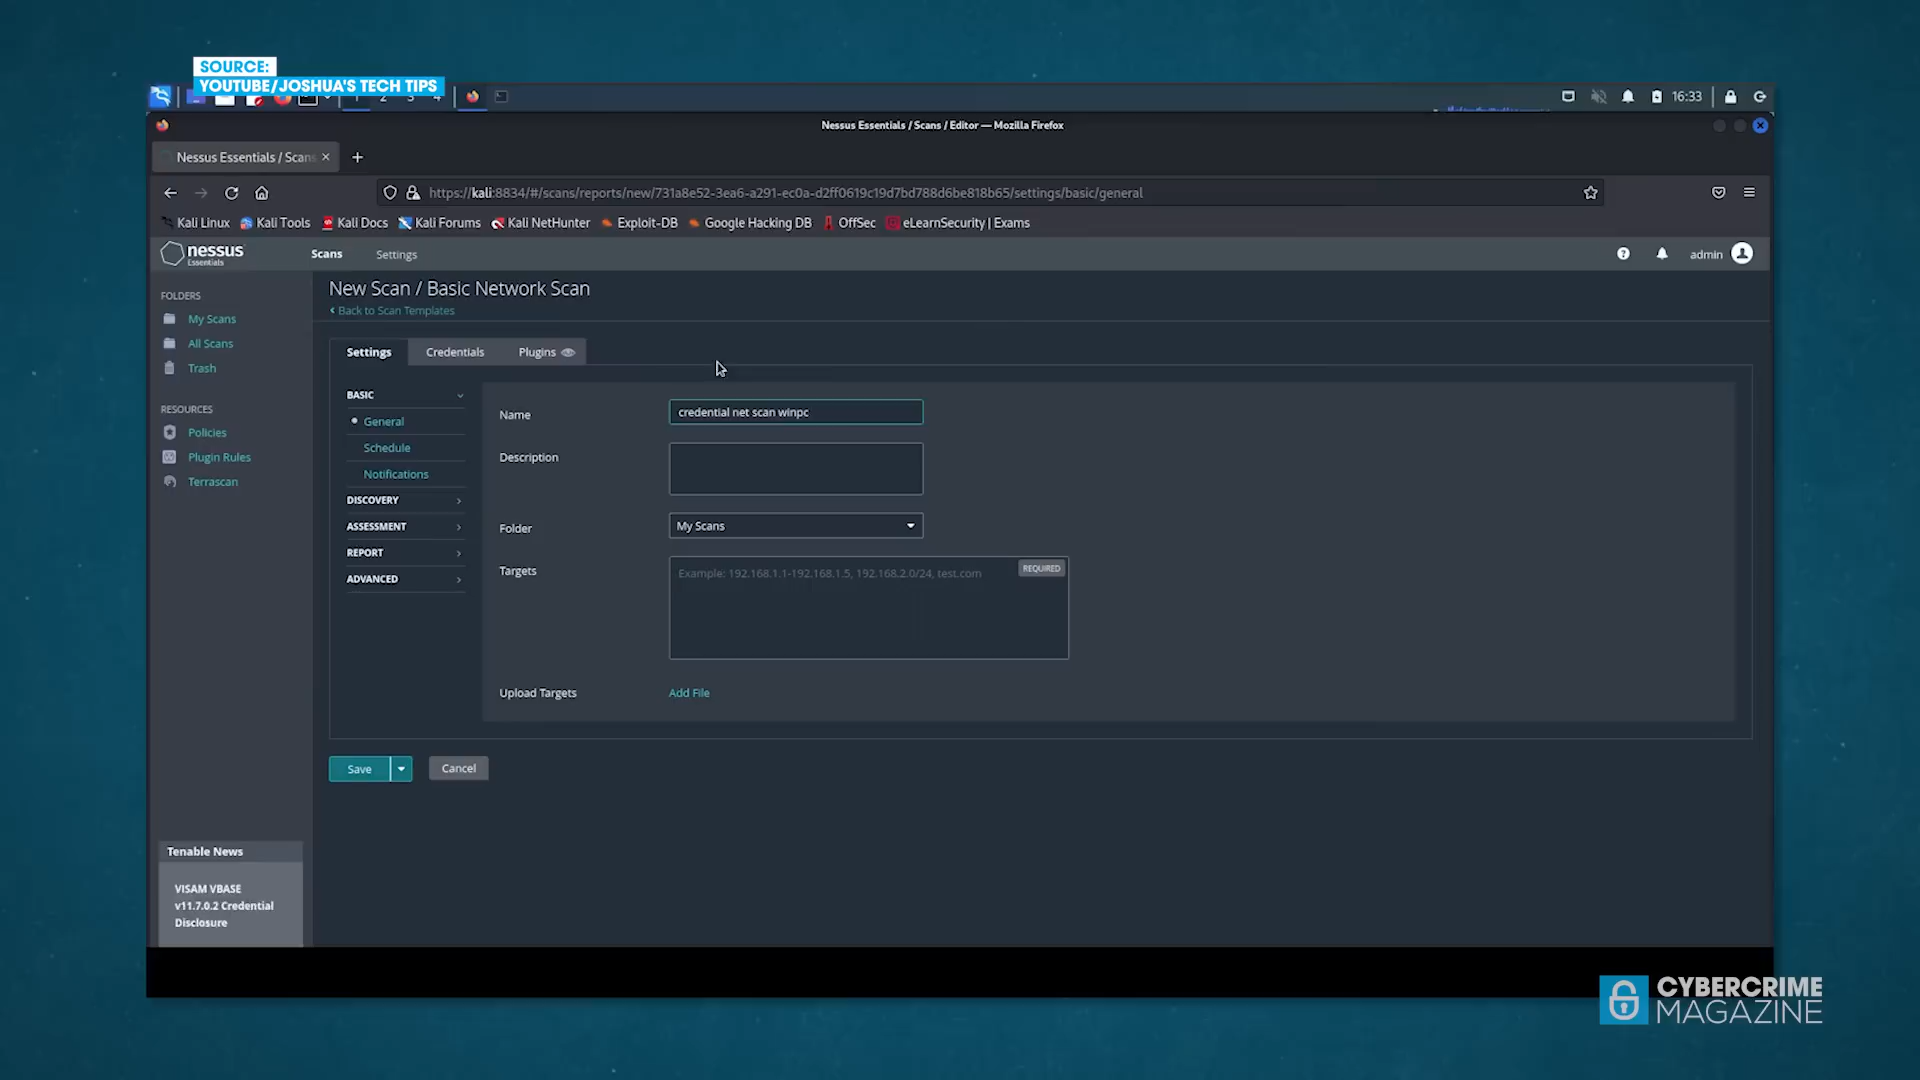 SOURCE:
YOUTUBE/JOSHUA'S TECH TIPS
1 2 3 4
16:33
Nessus Essentials / Scans / Editor — Mozilla Firefox
Nessus Essentials / Scans
https://kali:8834/#/scans/reports/new/731a8e52-3ea6-a291-ec0a-d2ff0619c19d7bd788d6be818b65/settings/basic/general
Kali Linux Kali Tools Kali Docs Kali Forums Kali NetHunter Exploit-DB Google Hacking DB OffSec eLearnSecurity | Exams
nessus
Essentials
Scans Settings
admin
FOLDERS
My Scans
All Scans
Trash
RESOURCES
Policies
Plugin Rules
Terrascan
Tenable News
VISAM VBASE
v11.7.0.2 Credential
Disclosure
New Scan / Basic Network Scan
Back to Scan Templates
Settings Credentials Plugins
BASIC
General
Schedule
Notifications
DISCOVERY
ASSESSMENT
REPORT
ADVANCED
Name credential net scan winpc
Description
Folder My Scans
Targets Example: 192.168.1.1-192.168.1.5, 192.168.2.0/24, test.com REQUIRED
Upload Targets Add File
Save Cancel
CYBERCRIME
MAGAZINE